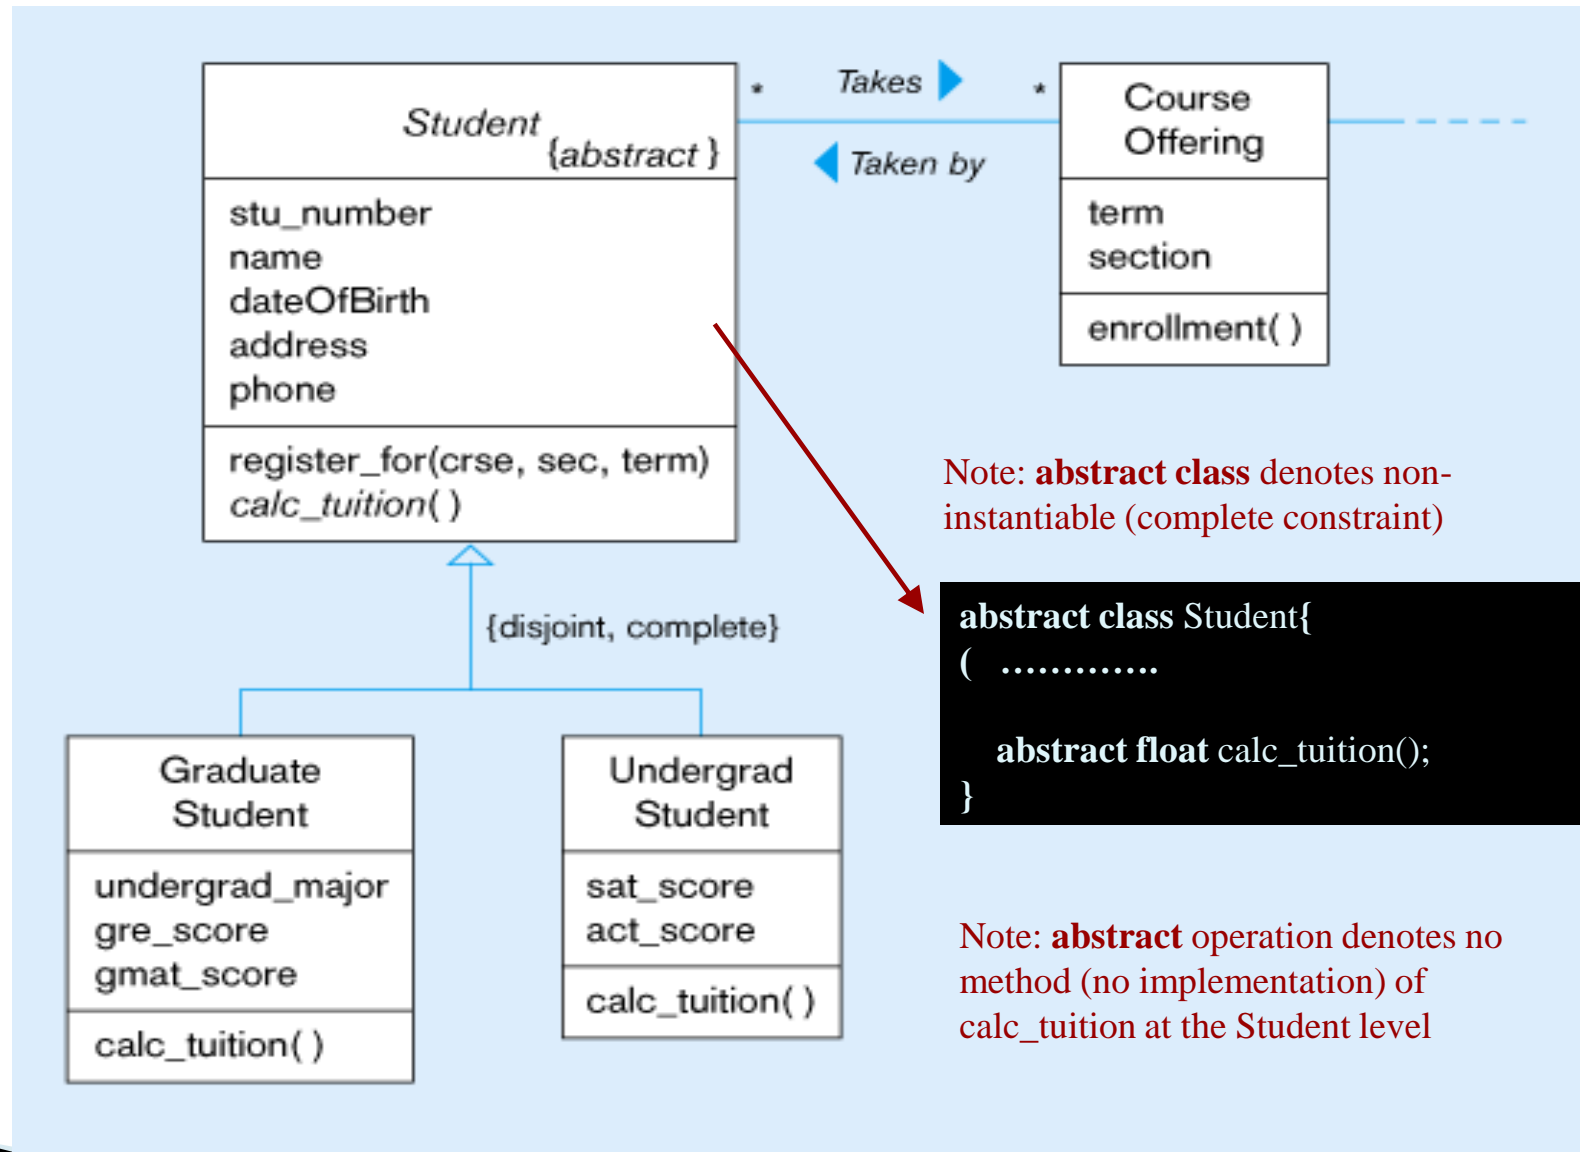 Student
{abstract }
stu_number
name
dateOfBirth
address
phone
register_for(crse, sec, term)
calc_tuition( )
* Takes *
Taken by
Course
Offering
term
section
enrollment( )
{disjoint, complete}
Graduate
Student
undergrad_major
gre_score
gmat_score
calc_tuition( )
Undergrad
Student
sat_score
act_score
calc_tuition( )
Note: abstract class denotes non-
instantiable (complete constraint)
abstract class Student{
( ………….
abstract float calc_tuition();
}
Note: abstract operation denotes no
method (no implementation) of
calc_tuition at the Student level